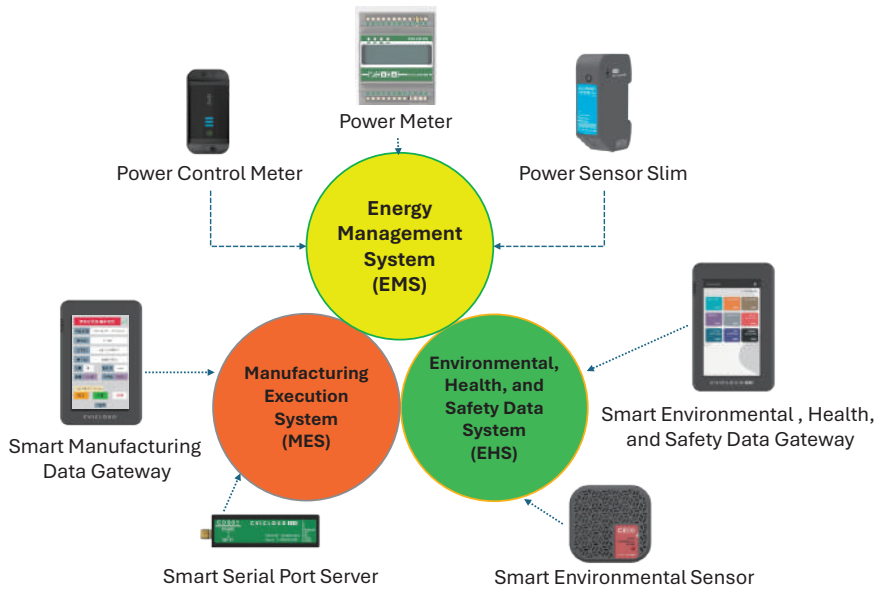 Power Meter
Power Control Meter
Power Sensor Slim
Energy
Management
System
(EMS)
Manufacturing
Execution
System
(MES)
Environmental,
Health, and
Safety Data
System
(EHS)
Smart Manufacturing
Data Gateway
Smart Environmental , Health,
and Safety Data Gateway
Smart Serial Port Server
Smart Environmental Sensor